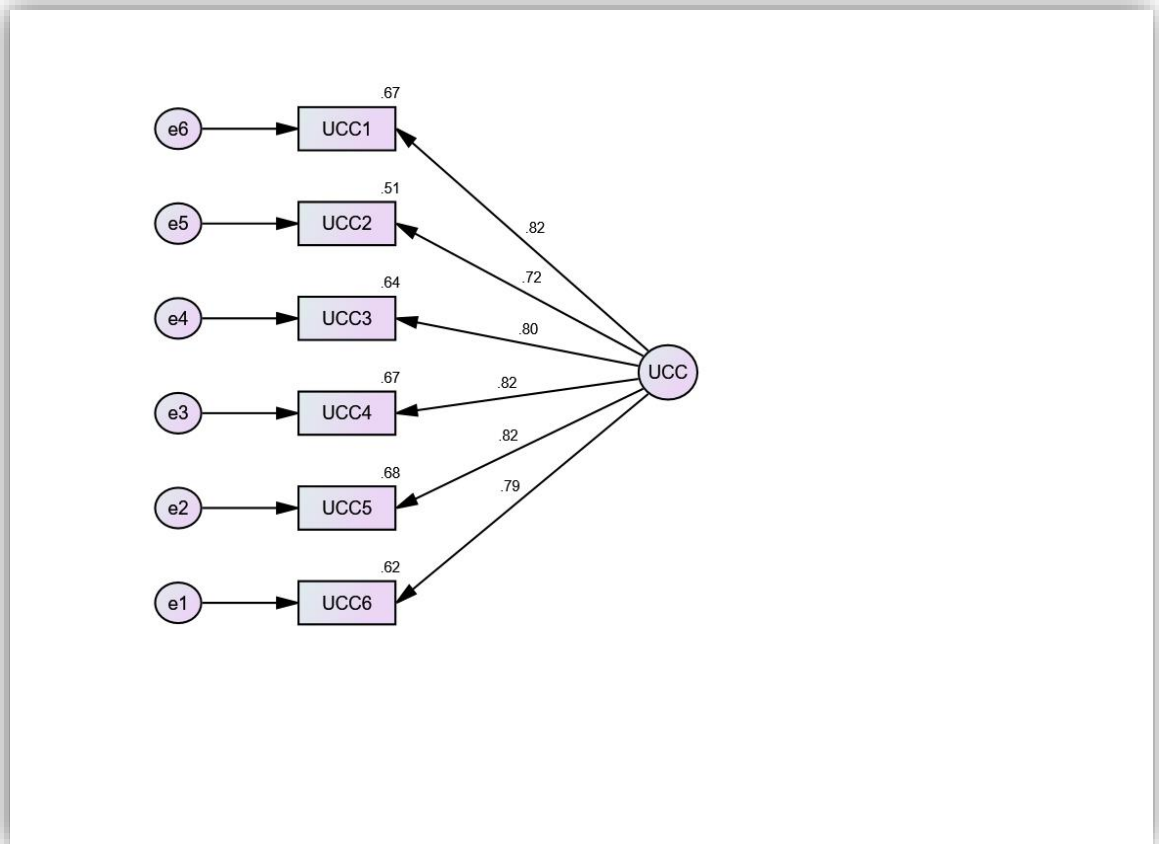 .67
e6 UCC1
.51
.82
e5 UCC2
.72
.64
e4 UCC3
.80
UCC
.67
.82
e3 UCC4
.82
.68
e2 UCC5
.79
.62
e1 UCC6